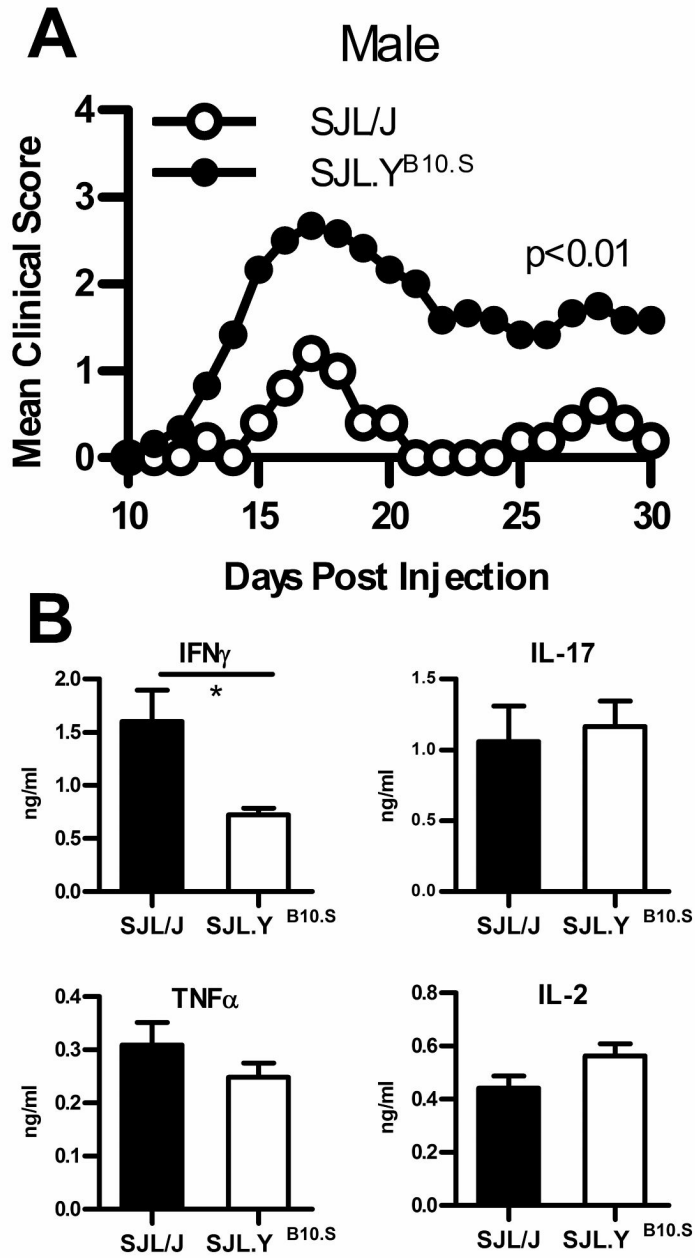 A
Male
SJL/J
SJL.Y^B10.S
p<0.01
Mean Clinical Score
4
3
2
1
0
10 15 20 25 30
Days Post Injection
B
IFNγ
*
ng/ml
2.0
1.5
1.0
0.5
0.0
SJL/J SJL.Y B10.S
IL-17
ng/ml
1.5
1.0
0.5
0.0
SJL/J SJL.Y B10.S
TNFα
ng/ml
0.4
0.3
0.2
0.1
0.0
SJL/J SJL.Y B10.S
IL-2
ng/ml
0.8
0.6
0.4
0.2
0.0
SJL/J SJL.Y B10.S